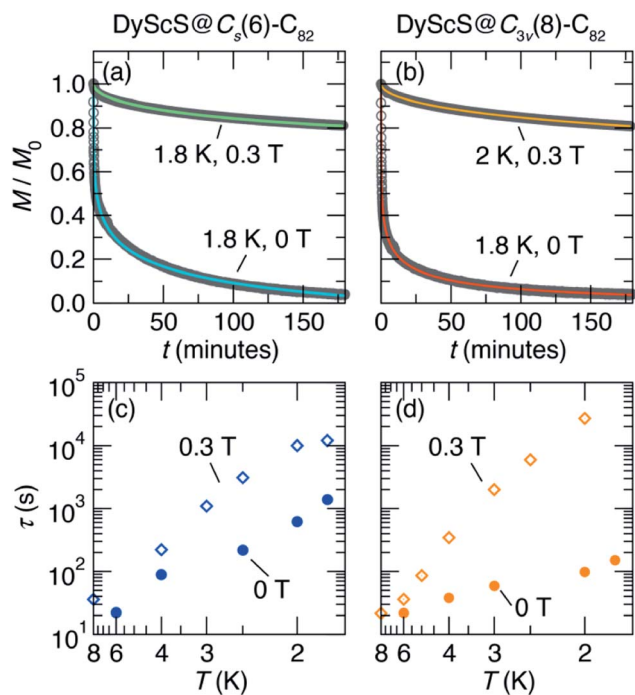 DyScS@Cs(6)-C82
DyScS@C3v(8)-C82
(a)
(b)
M / M0
1.0
0.8
0.6
0.4
0.2
0.0
1.8 K, 0.3 T
1.8 K, 0 T
2 K, 0.3 T
1.8 K, 0 T
0 50 100 150
0 50 100 150
t (minutes)
t (minutes)
(c)
(d)
τ (s)
10^5
10^4
10^3
10^2
10^1
0.3 T
0 T
0.3 T
0 T
8 6 4 3 2
8 6 4 3 2
T (K)
T (K)